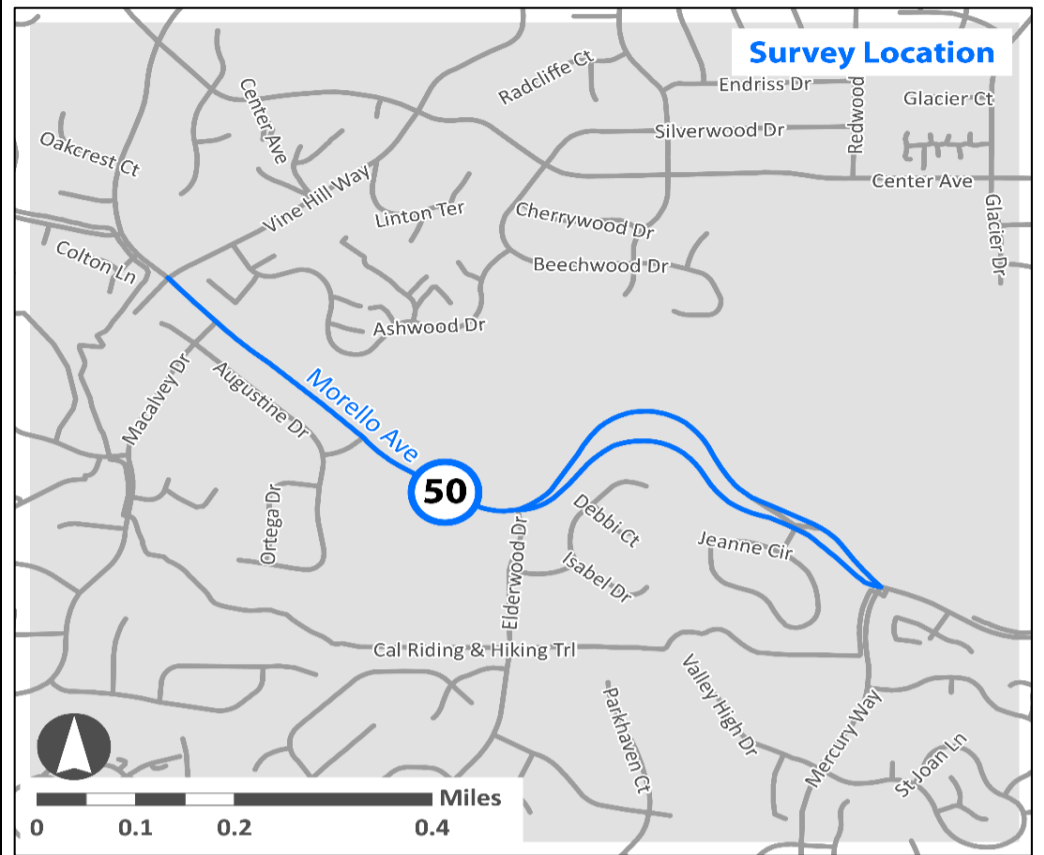 Survey Location
Radcliffe Ct
Endriss Dr
Redwood
Glacier Ct
Center Ave
Silverwood Dr
Oakcrest Ct
Center Ave
Vine Hill Way
Linton Ter
Cherrywood Dr
Glacier Dr
Colton Ln
Beechwood Dr
Ashwood Dr
Macalvey Dr
Augustine Dr
Morello Ave
50
Ortega Dr
Debbi Ct
Elderwood Dr
Isabel Dr
Jeanne Cir
Cal Riding & Hiking Trl
Valley High Dr
Parkhaven Ct
Mercury Way
St Joan Ln
Miles
0 0.1 0.2 0.4